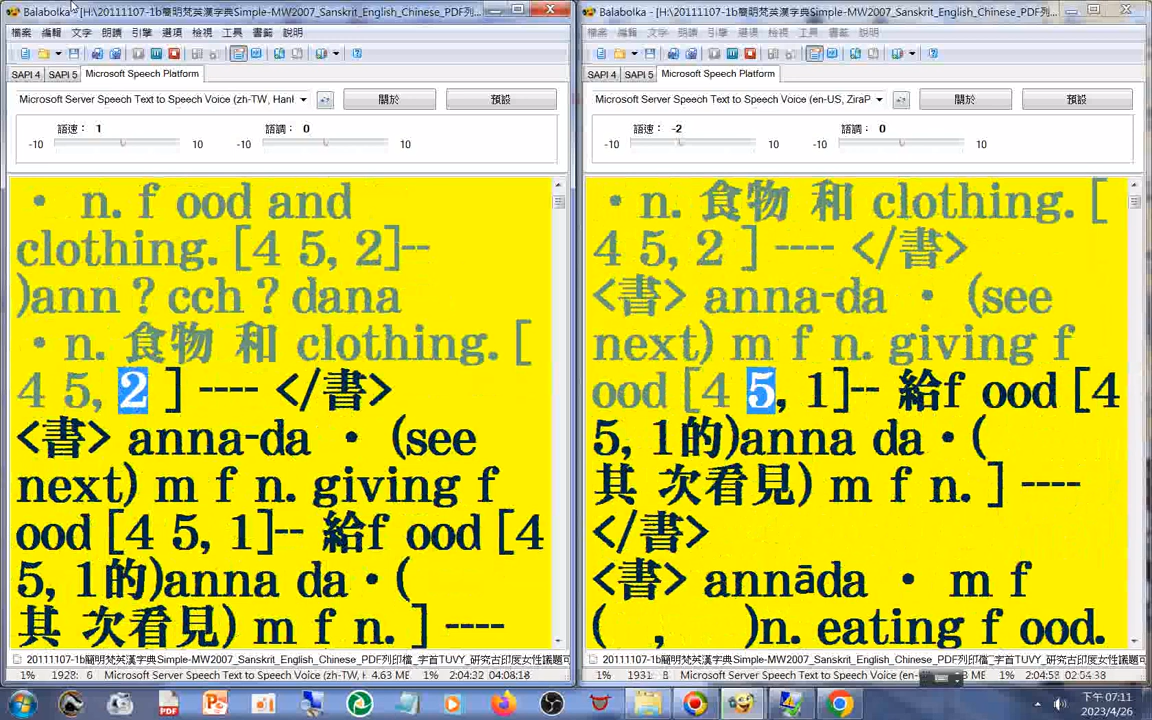 Balabolka - [H:\20111107-1b簡明梵英漢字典Simple-MW2007_Sanskrit_English_Chinese_PDF列...
檔案 編輯 文字 朗讀 引擎 選項 檢視 工具 書籤 說明
SAPI 4 SAPI 5 Microsoft Speech Platform
Microsoft Server Speech Text to Speech Voice (zh-TW, Han
關於 預設
語速： 1 語調： 0
-10 10 -10 10
• n. f ood and
clothing. [4 5, 2]--
)ann ? cch ? dana
• n. 食物 和 clothing. [
4 5, 2 ] ---- </書>
<書> anna-da • (see
next) m f n. giving f
ood [4 5, 1]-- 給f ood [4
5, 1的)anna da • (
其 次看見) m f n. ] ----
20111107-1b簡明梵英漢字典Simple-MW2007_Sanskrit_English_Chinese_PDF列印檔_字首TUVY_研究古印度女性議題可
1% 1928: 6 Microsoft Server Speech Text to Speech Voice (zh-TW, H 4.63 ME 1% 2:04:32 04:08:18
Balabolka - [H:\20111107-1b簡明梵英漢字典Simple-MW2007_Sanskrit_English_Chinese_PDF列...
檔案 編輯 文字 朗讀 引擎 選項 檢視 工具 書籤 說明
SAPI 4 SAPI 5 Microsoft Speech Platform
Microsoft Server Speech Text to Speech Voice (en-US, ZiraP
關於 預設
語速： -2 語調： 0
-10 10 -10 10
• n. 食物 和 clothing. [
4 5, 2 ] ---- </書>
<書> anna-da • (see
next) m f n. giving f
ood [4 5, 1]-- 給f ood [4
5, 1的)anna da • (
其 次看見) m f n. ] ----
</書>
<書> annāda • m f
( , )n. eating f ood.
20111107-1b簡明梵英漢字典Simple-MW2007_Sanskrit_English_Chinese_PDF列印檔_字首TUVY_研究古印度女性議題可
1% 1931: 8 Microsoft Server Speech Text to Speech Voice (en-US, Z 4.63 ME 1% 2:04:58 02:54:38
下午 07:11
2023/4/26